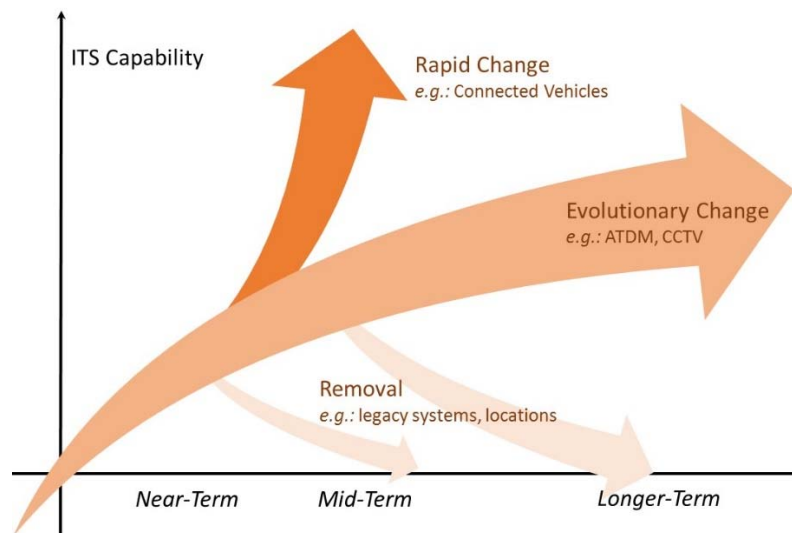 ITS Capability
Rapid Change
e.g.: Connected Vehicles
Evolutionary Change
e.g.: ATDM, CCTV
Removal
e.g.: legacy systems, locations
Near-Term
Mid-Term
Longer-Term